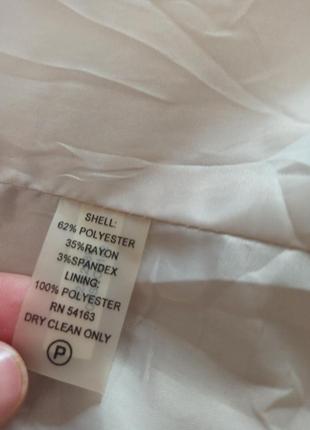 SHELL:
62% POLYESTER
35%RAYON
3%SPANDEX
LINING:
100% POLYESTER
RN 54163
DRY CLEAN ONLY
P